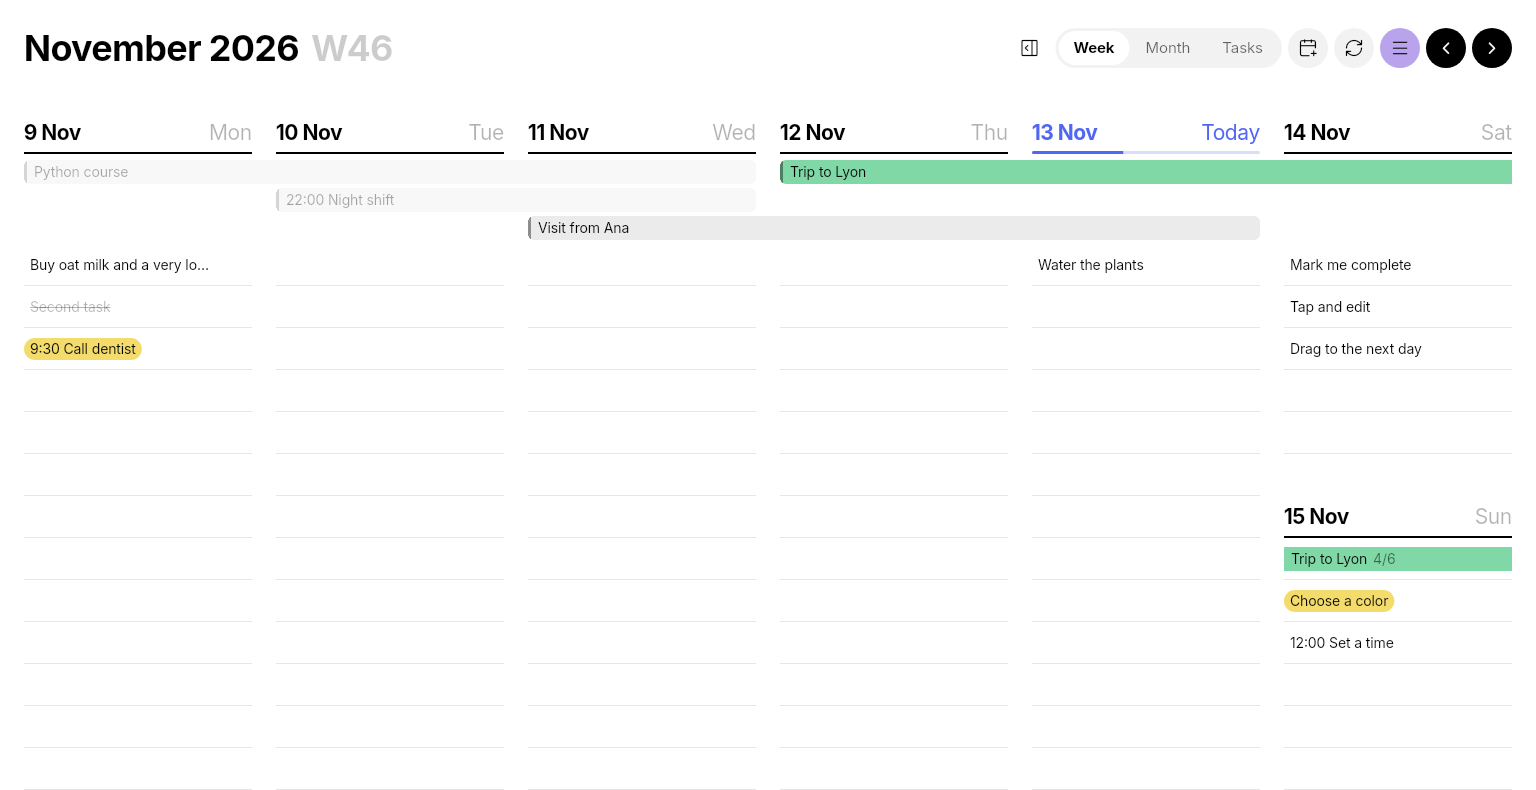 November 2026 W46
Week Month Tasks
9 Nov Mon
10 Nov Tue
11 Nov Wed
12 Nov Thu
13 Nov Today
14 Nov Sat
Python course
Trip to Lyon
22:00 Night shift
Visit from Ana
Buy oat milk and a very lo...
Second task
9:30 Call dentist
Water the plants
Mark me complete
Tap and edit
Drag to the next day
15 Nov Sun
Trip to Lyon 4/6
Choose a color
12:00 Set a time